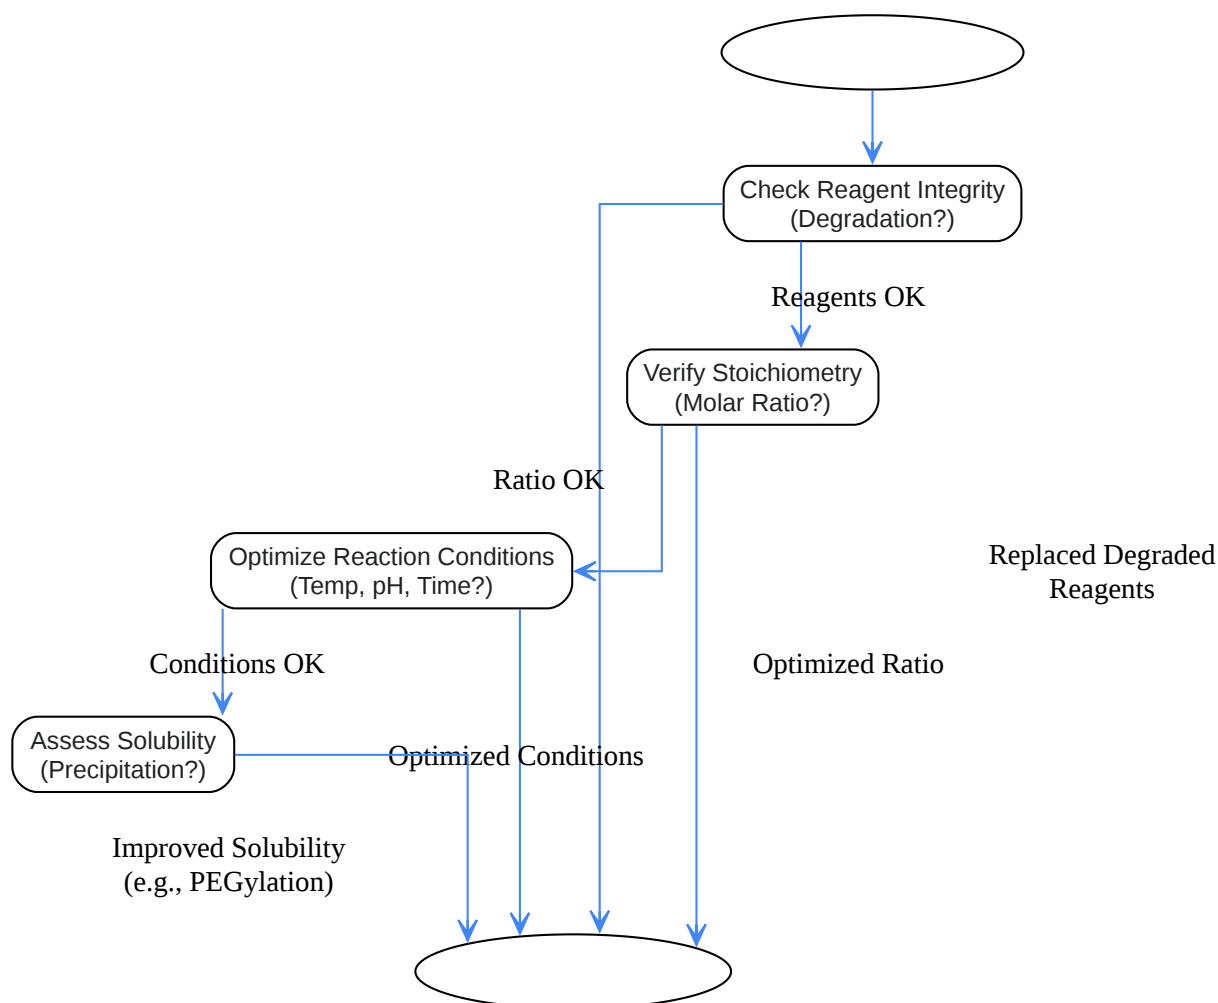 Check Reagent Integrity
(Degradation?)
Reagents OK
Verify Stoichiometry
(Molar Ratio?)
Ratio OK
Optimize Reaction Conditions
(Temp, pH, Time?)
Replaced Degraded
Reagents
Conditions OK
Optimized Ratio
Assess Solubility
(Precipitation?)
Optimized Conditions
Improved Solubility
(e.g., PEGylation)